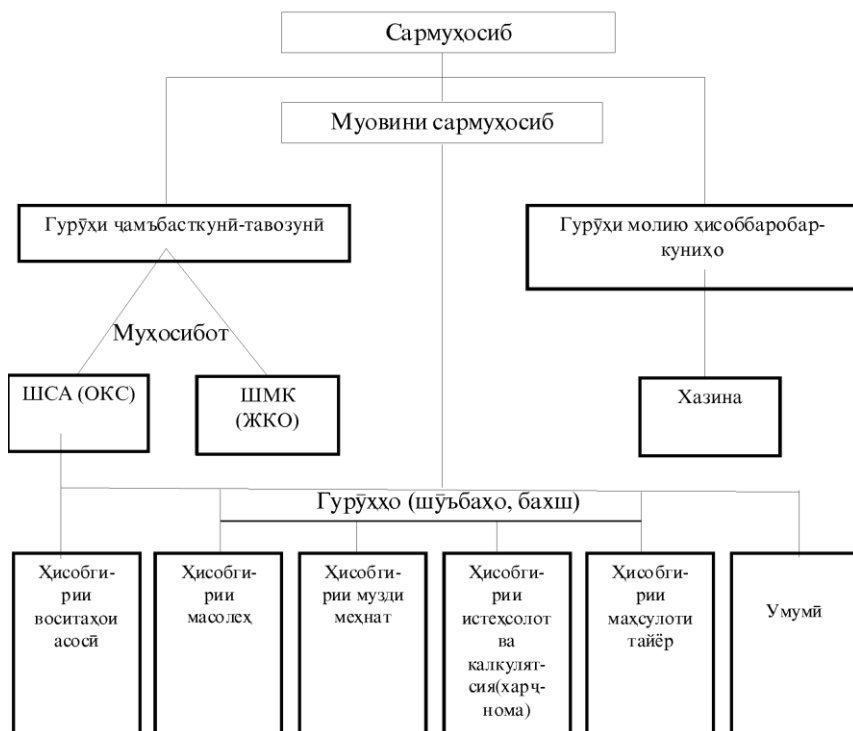 Сармуҳосиб
Муовини сармуҳосиб
Гурӯҳи ҷамъбасткунӣ-тавозунӣ
Гурӯҳи молию ҳисоббаробар-
куниҳо
Муҳосибот
ШСА (ОКС)
ШМК
(ЖКО)
Хазина
Гурӯҳҳо (шӯъбаҳо, бахш)
Ҳисобги-
рии
воситаҳои
асосӣ
Ҳисобги-
рии
масолеҳ
Ҳисобги-
рии музди
меҳнат
Ҳисобги-
рии
истеҳсолот
ва
калкулят-
сия(харҷ-
нома)
Ҳисобги-
рии
маҳсулоти
тайёр
Умумӣ